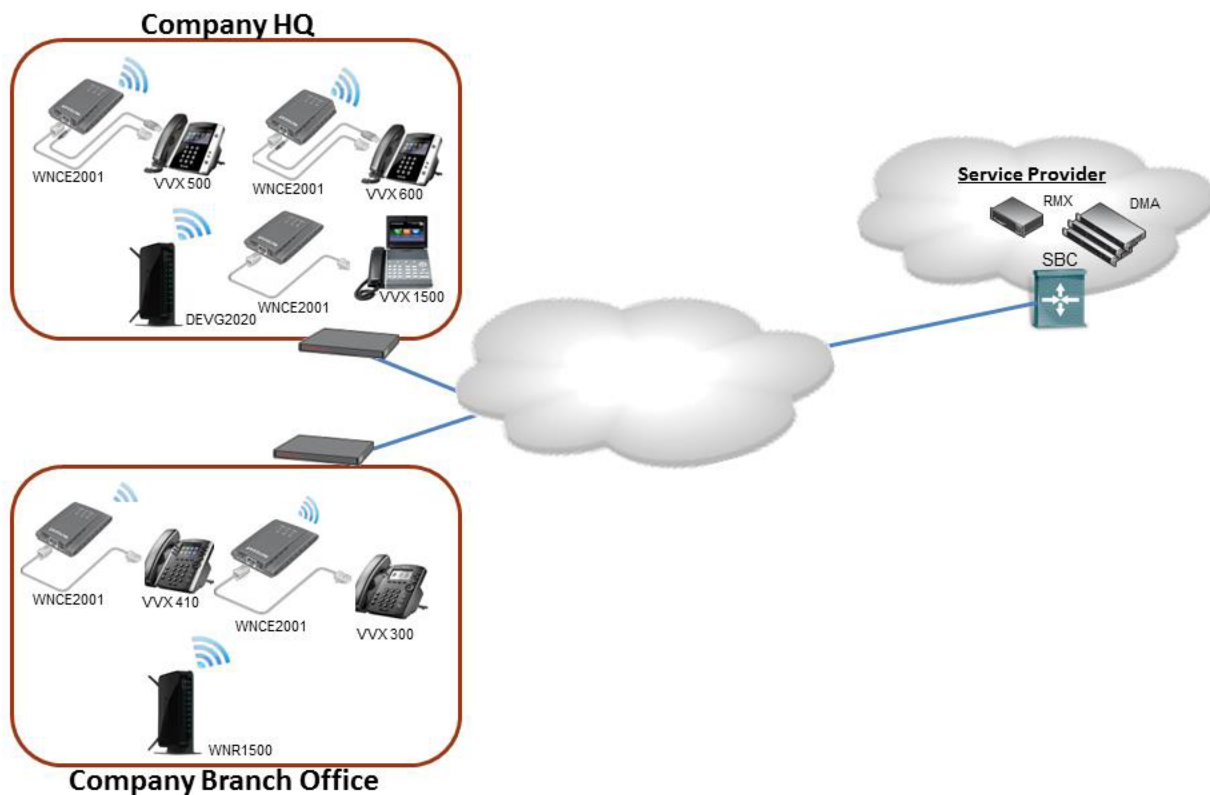 Company HQ
WNCE2001
VVX 500
WNCE2001
VVX 600
DEVG2020
WNCE2001
VVX 1500
Service Provider
RMX
DMA
SBC
WNCE2001
VVX 410
WNCE2001
VVX 300
WNR1500
Company Branch Office